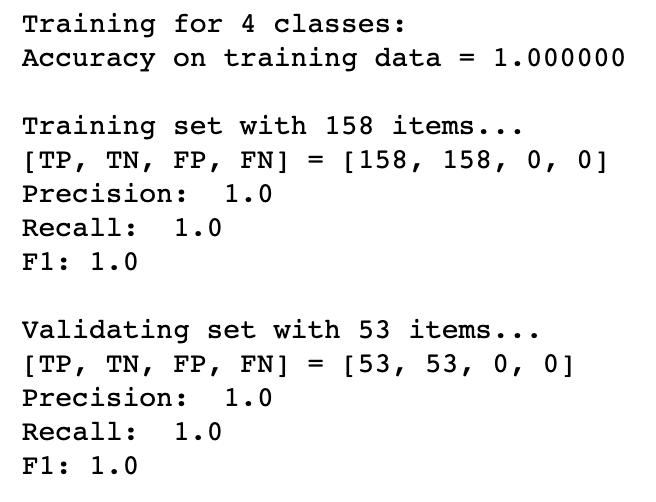 Training for 4 classes:
Accuracy on training data = 1.000000
Training set with 158 items...
[TP, TN, FP, FN] = [158, 158, 0, 0]
Precision:  1.0
Recall:  1.0
F1: 1.0
Validating set with 53 items...
[TP, TN, FP, FN] = [53, 53, 0, 0]
Precision:  1.0
Recall:  1.0
F1: 1.0